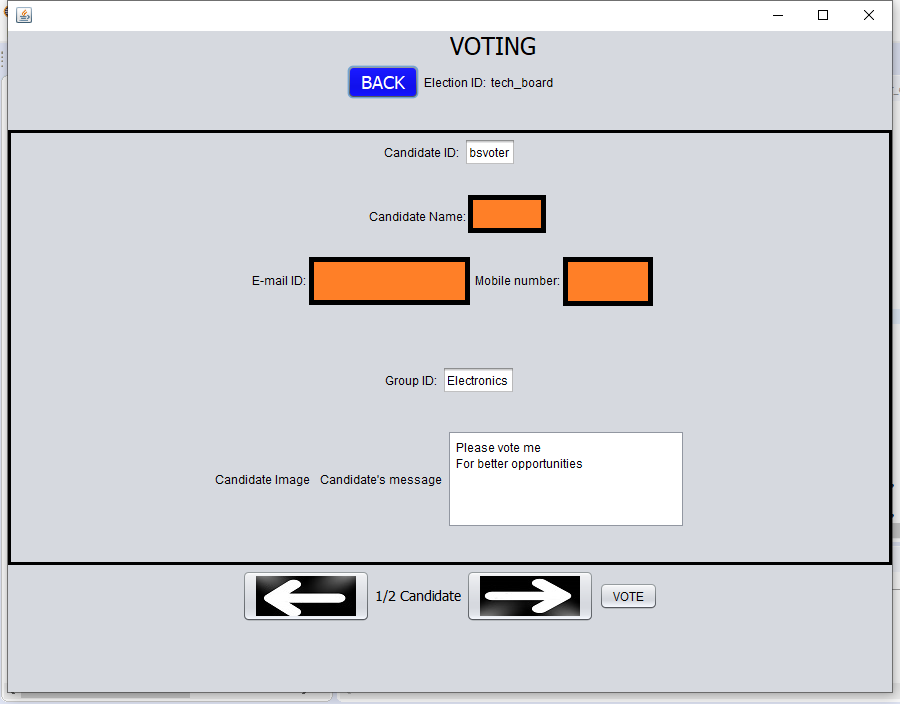 VOTING
BACK Election ID: tech_board
Candidate ID: bsvoter
Candidate Name:
E-mail ID: Mobile number:
Group ID: Electronics
Please vote me
For better opportunities
Candidate Image Candidate's message
1/2 Candidate VOTE